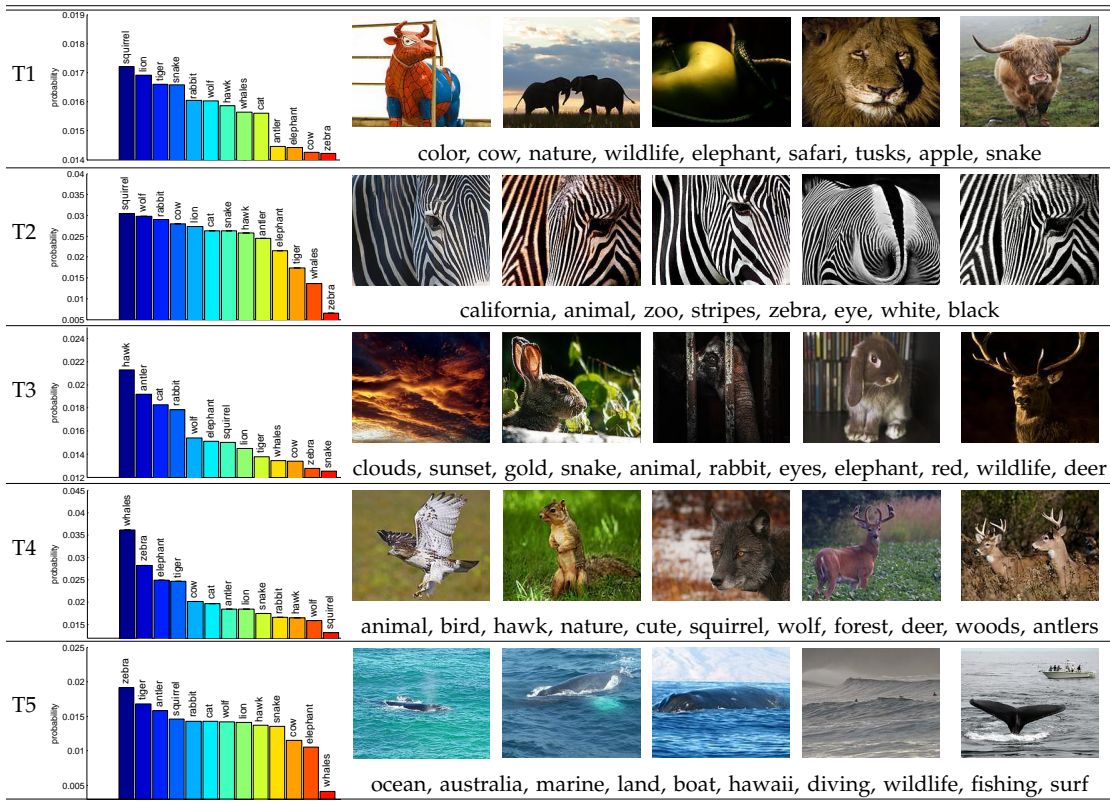 T1
probability
0.019
0.018
0.017
0.016
0.015
0.014
squirrel
lion
tiger
snake
rabbit
wolf
hawk
whales
cat
antler
elephant
cow
zebra
color, cow, nature, wildlife, elephant, safari, tusks, apple, snake
T2
probability
0.04
0.035
0.03
0.025
0.02
0.015
0.01
0.005
squirrel
wolf
rabbit
cow
lion
cat
snake
hawk
antler
elephant
tiger
whales
zebra
california, animal, zoo, stripes, zebra, eye, white, black
T3
probability
0.024
0.022
0.02
0.018
0.016
0.014
0.012
hawk
antler
cat
rabbit
wolf
elephant
squirrel
lion
tiger
whales
cow
zebra
snake
clouds, sunset, gold, snake, animal, rabbit, eyes, elephant, red, wildlife, deer
T4
probability
0.045
0.04
0.035
0.03
0.025
0.02
0.015
whales
zebra
elephant
tiger
cow
cat
antler
lion
snake
rabbit
hawk
wolf
squirrel
animal, bird, hawk, nature, cute, squirrel, wolf, forest, deer, woods, antlers
T5
probability
0.025
0.02
0.015
0.01
0.005
zebra
tiger
antler
squirrel
rabbit
cat
wolf
lion
hawk
snake
cow
elephant
whales
ocean, australia, marine, land, boat, hawaii, diving, wildlife, fishing, surf